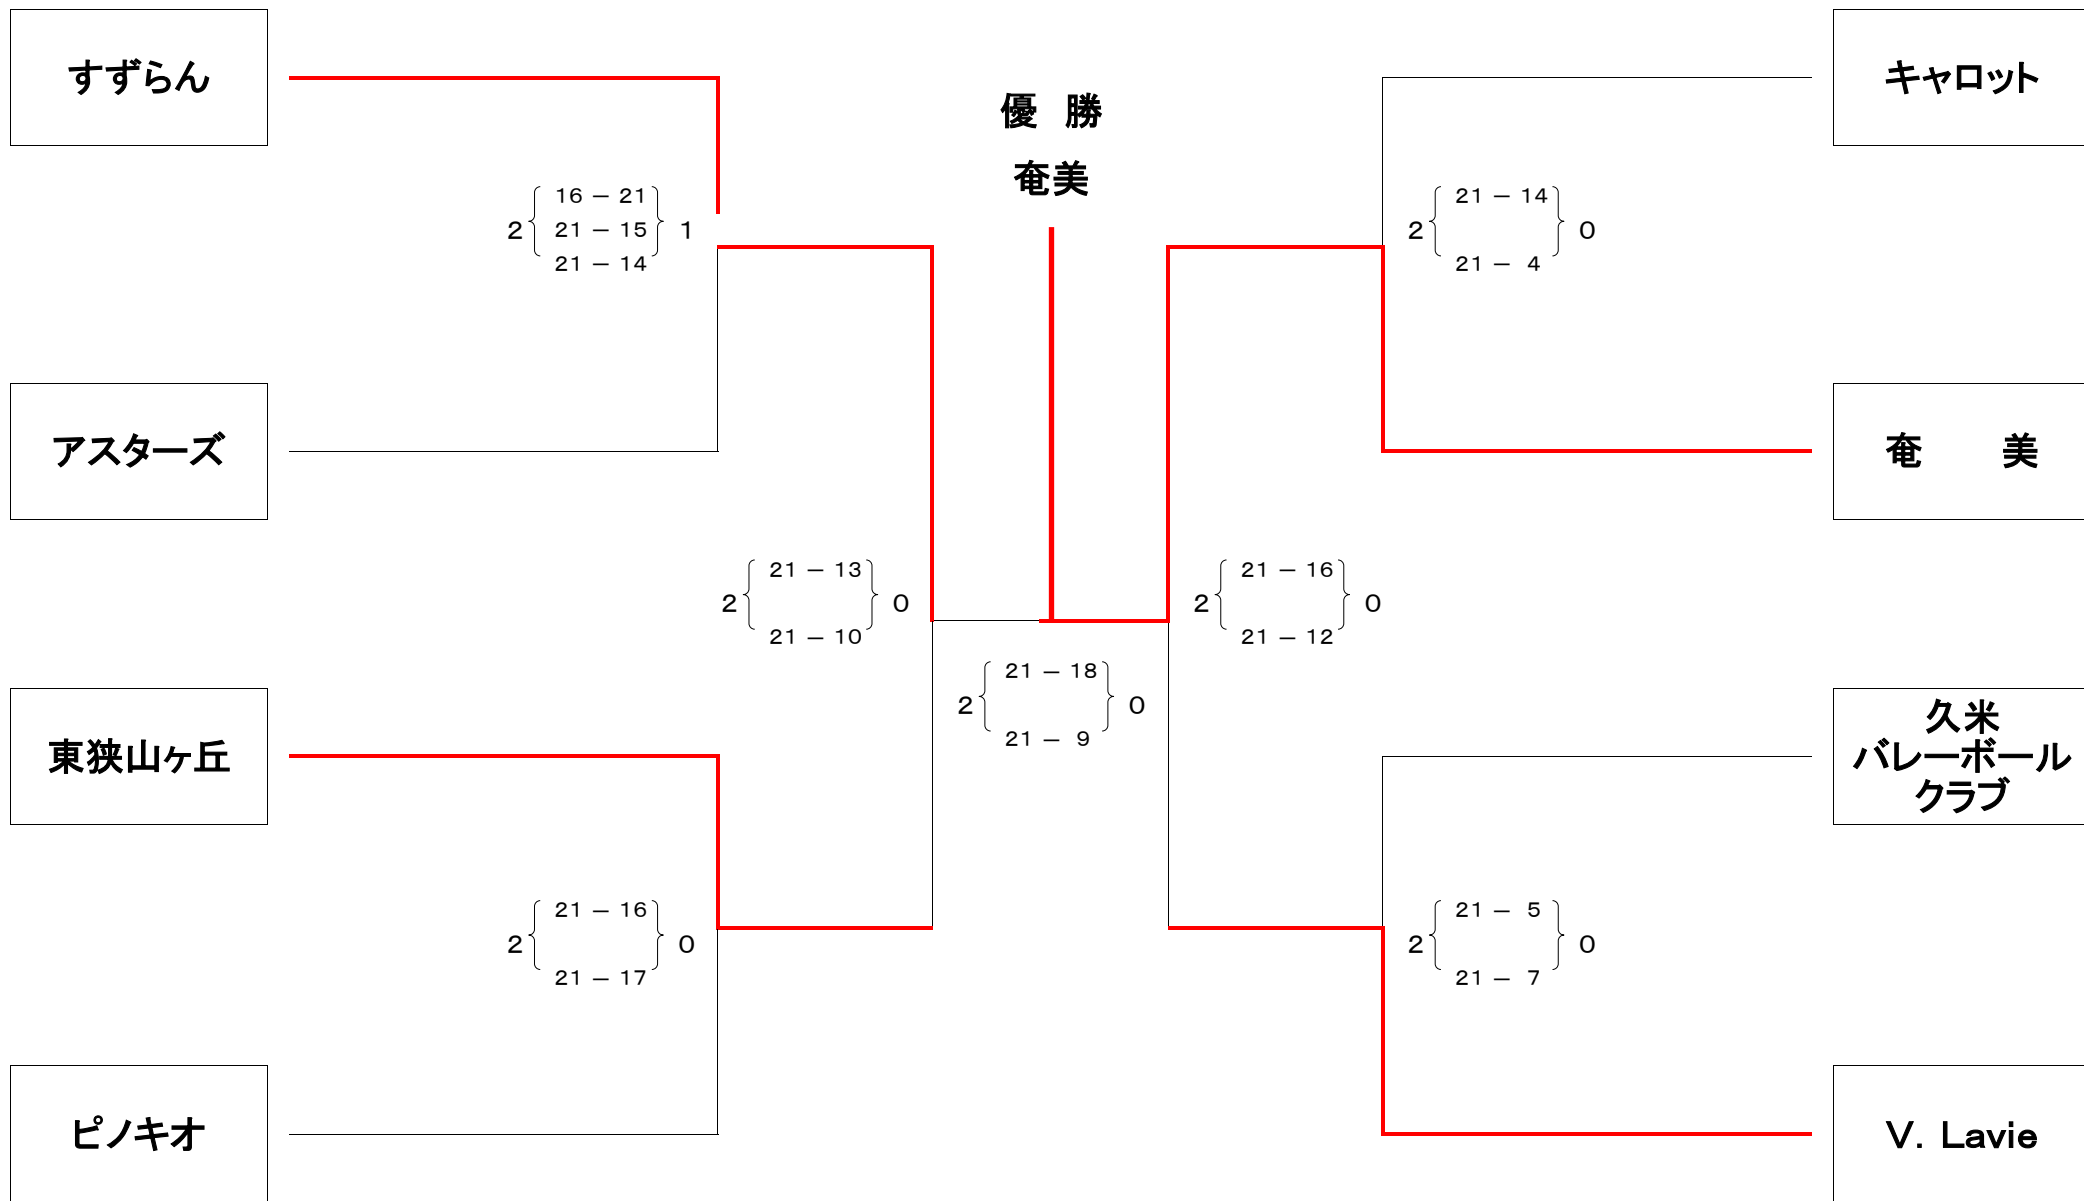 すずらん
キャロット
優　勝
奄美
16 － 21
2 21 － 15 1
21 － 14
21 － 14
2 0
21 － 4
アスターズ
奄　　美
21 － 13
2 0
21 － 10
21 － 16
2 0
21 － 12
21 － 18
2 0
21 － 9
東狭山ヶ丘
久米
バレーボール
クラブ
21 － 16
2 0
21 － 17
21 － 5
2 0
21 － 7
ピノキオ
V. Lavie